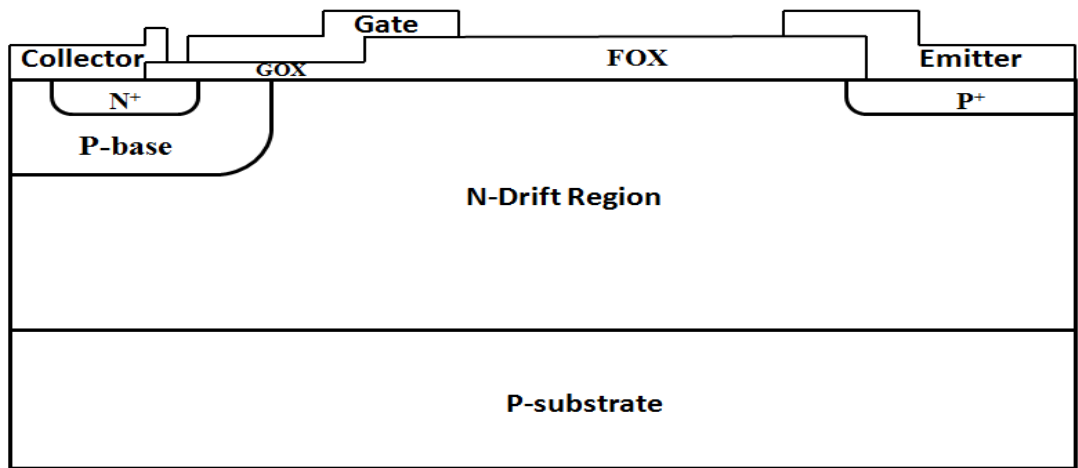 Gate
Collector
GOX
FOX
Emitter
N+
P+
P-base
N-Drift Region
P-substrate